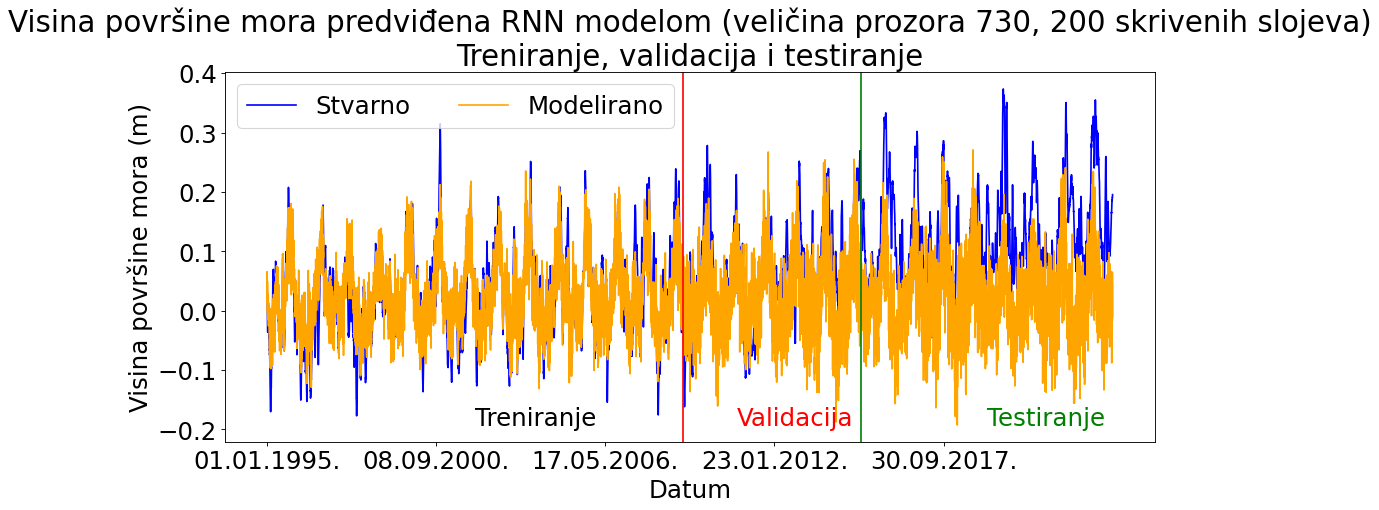 Visina površine mora predviđena RNN modelom (veličina prozora 730, 200 skrivenih slojeva)
Treniranje, validacija i testiranje
Stvarno
Modelirano
Visina površine mora (m)
0.4
0.3
0.2
0.1
0.0
−0.1
−0.2
Treniranje
Validacija
Testiranje
01.01.1995.
08.09.2000.
17.05.2006.
23.01.2012.
30.09.2017.
Datum